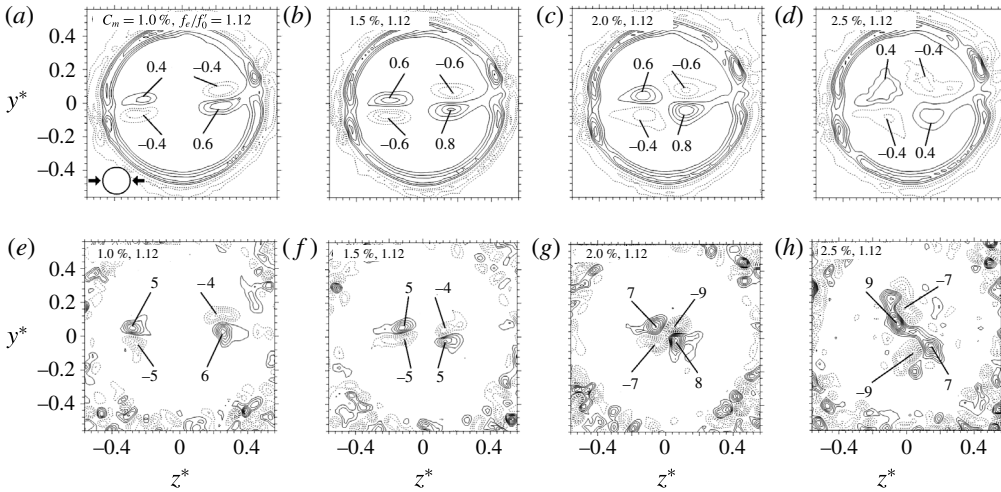 (a) C_m = 1.0 %, f_e/f′_0 = 1.12
(b) 1.5 %, 1.12
(c) 2.0 %, 1.12
(d) 2.5 %, 1.12
0.4
0.2
y* 0
−0.2
−0.4
0.4 −0.4
−0.4 0.6
0.6 −0.6
−0.6 0.8
0.6 −0.6
−0.4 0.8
0.4 −0.4
−0.4 0.4
(e) 1.0 %, 1.12
(f) 1.5 %, 1.12
(g) 2.0 %, 1.12
(h) 2.5 %, 1.12
0.4
0.2
y* 0
−0.2
−0.4
5 −4
−5 6
5 −4
−5 5
7 −9
−7 8
9 −7
−9 7
−0.4 0 0.4
−0.4 0 0.4
−0.4 0 0.4
−0.4 0 0.4
z* z* z* z*